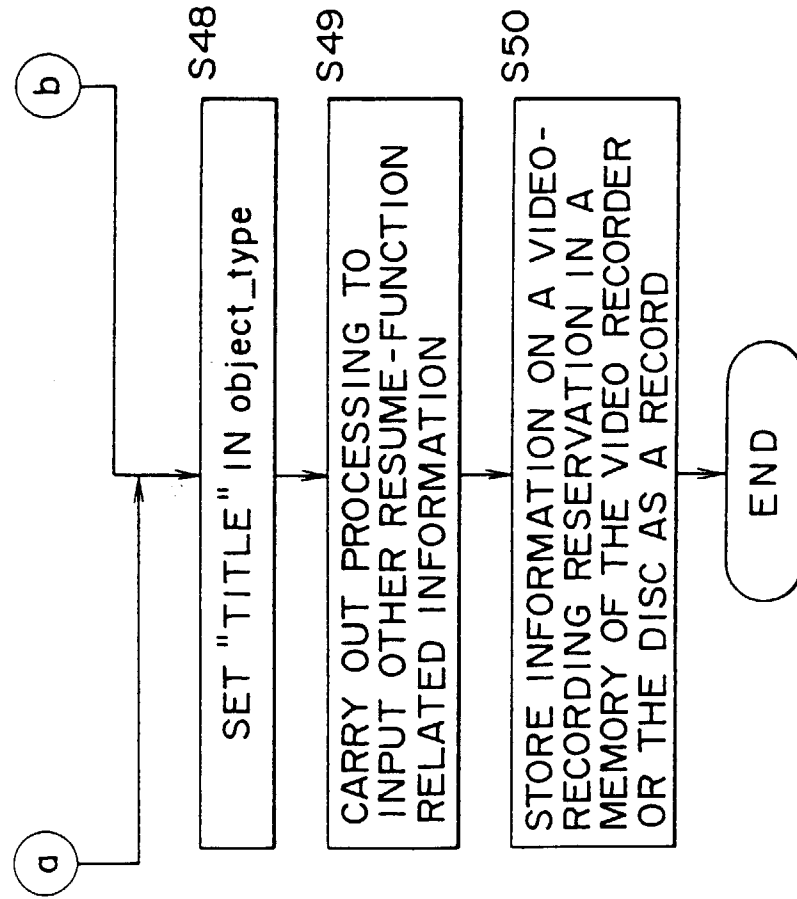 a
b
S48
SET "TITLE" IN object_type
S49
CARRY OUT PROCESSING TO
INPUT OTHER RESUME-FUNCTION
RELATED INFORMATION
S50
STORE INFORMATION ON A VIDEO-
RECORDING RESERVATION IN A
MEMORY OF THE VIDEO RECORDER
OR THE DISC AS A RECORD
END